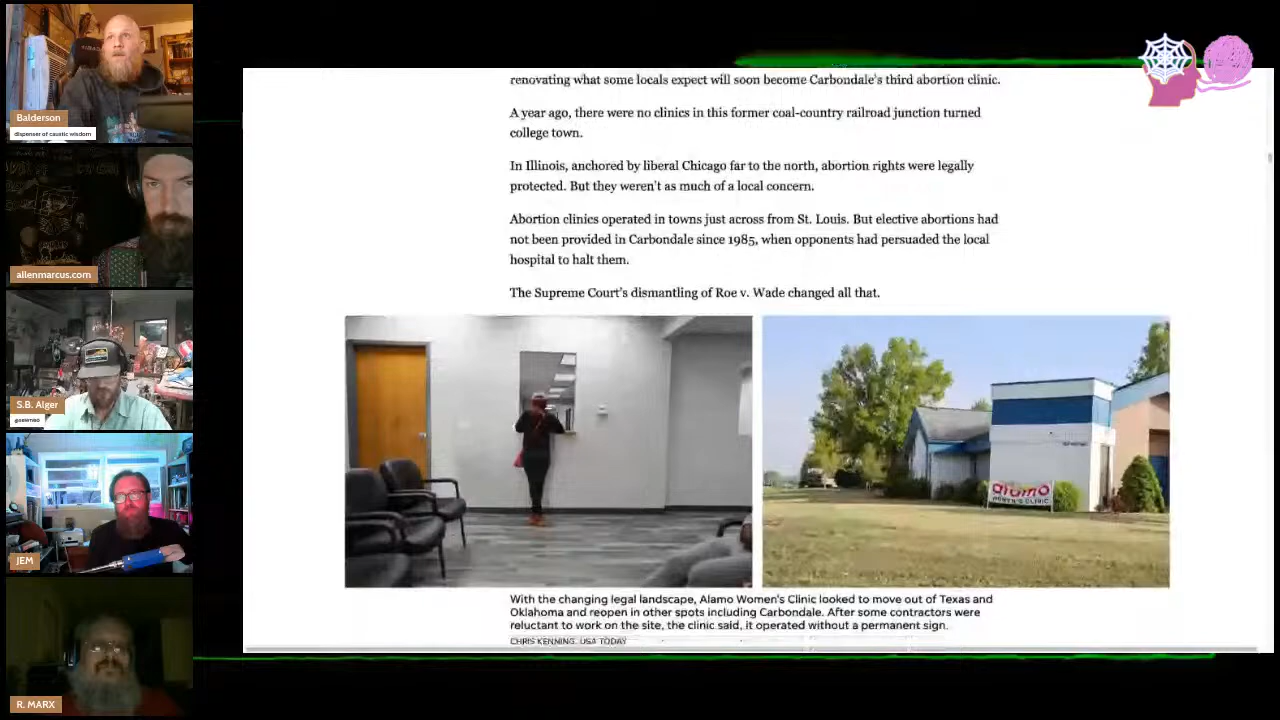 Balderson
dispenser of caustic wisdom
allenmarcus.com
S.B. Alger
JEM
R. MARX
renovating what some locals expect will soon become Carbondale's third abortion clinic.
A year ago, there were no clinics in this former coal-country railroad junction turned
college town.
In Illinois, anchored by liberal Chicago far to the north, abortion rights were legally
protected. But they weren't as much of a local concern.
Abortion clinics operated in towns just across from St. Louis. But elective abortions had
not been provided in Carbondale since 1985, when opponents had persuaded the local
hospital to halt them.
The Supreme Court's dismantling of Roe v. Wade changed all that.
alamo
WOMEN'S CLINIC
With the changing legal landscape, Alamo Women's Clinic looked to move out of Texas and
Oklahoma and reopen in other spots including Carbondale. After some contractors were
reluctant to work on the site, the clinic said, it operated without a permanent sign.
CHRIS KENNING, USA TODAY